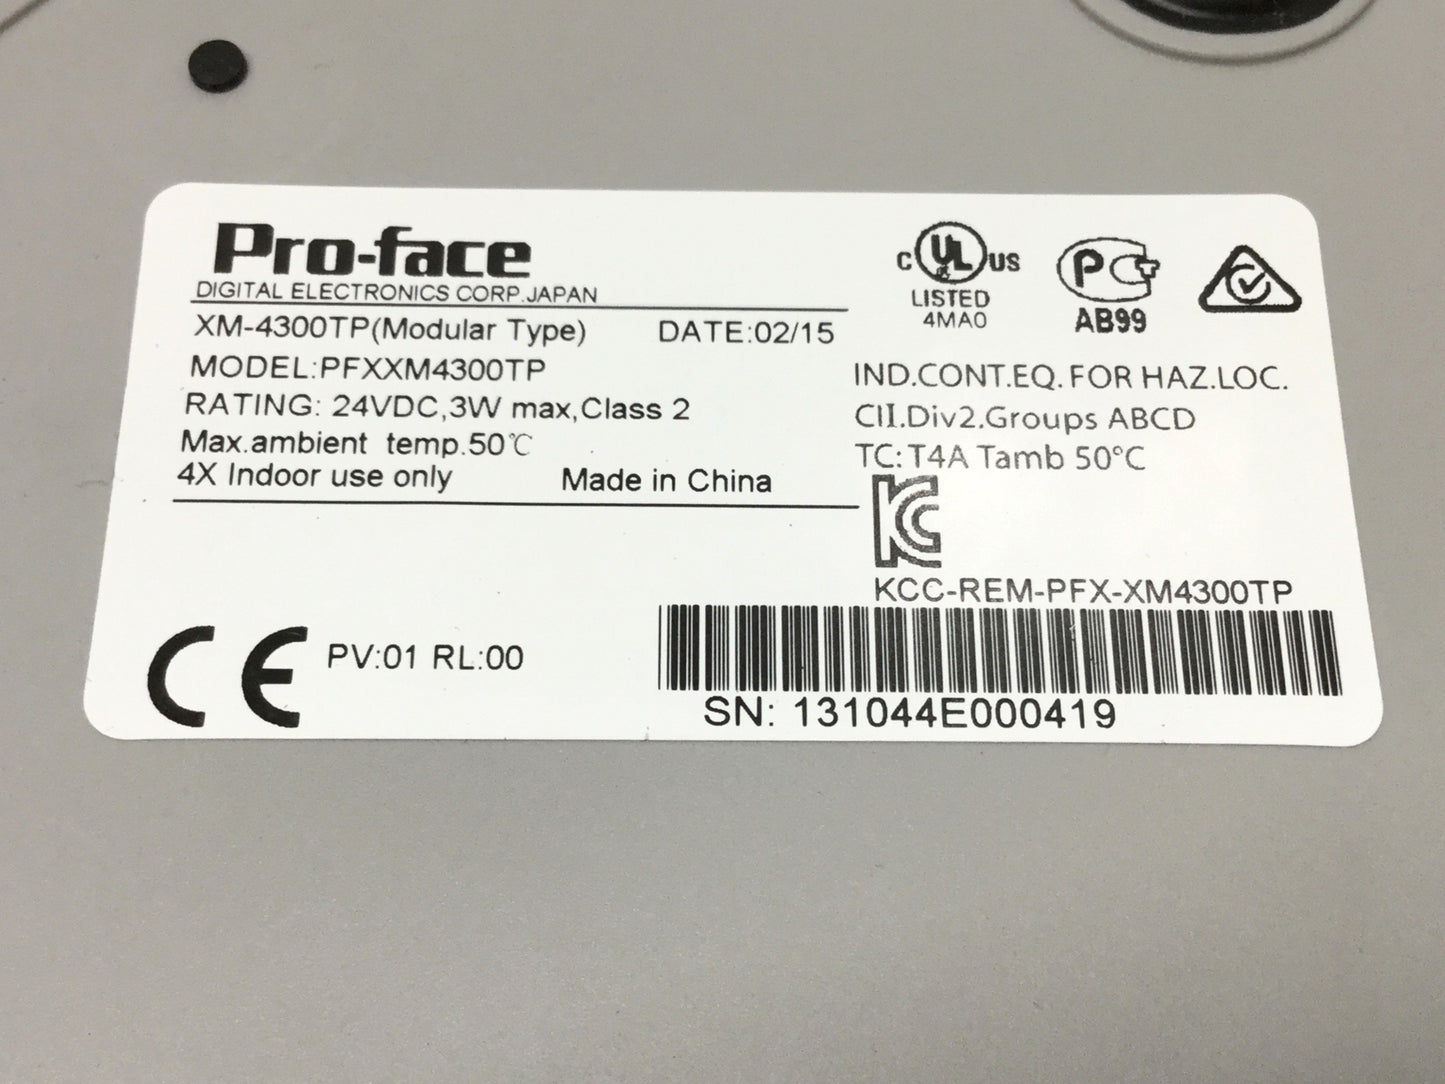 Pro-face
DIGITAL ELECTRONICS CORP.JAPAN
XM-4300TP(Modular Type) DATE:02/15
MODEL:PFXXM4300TP
RATING: 24VDC,3W max,Class 2
Max.ambient temp.50℃
4X Indoor use only Made in China
C UL US
LISTED
4MA0
PCT
AB99
IND.CONT.EQ. FOR HAZ.LOC.
CII.Div2.Groups ABCD
TC: T4A Tamb 50°C
KC
KCC-REM-PFX-XM4300TP
CE PV:01 RL:00
SN: 131044E000419